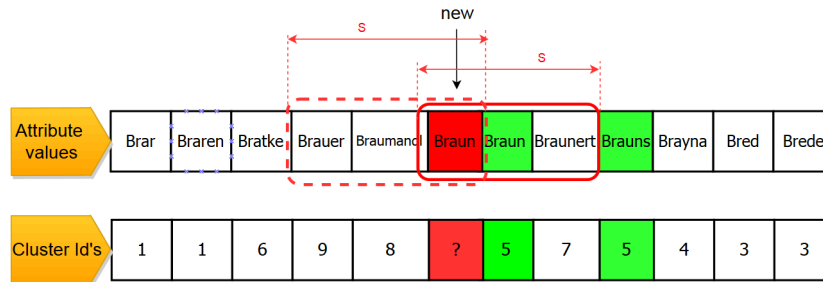 new
s
s
Attribute values
Brar Braren Bratke Brauer Braumandl Braun Braun Braunert Brauns Brayna Bred Brede
Cluster Id's
1 1 6 9 8 ? 5 7 5 4 3 3